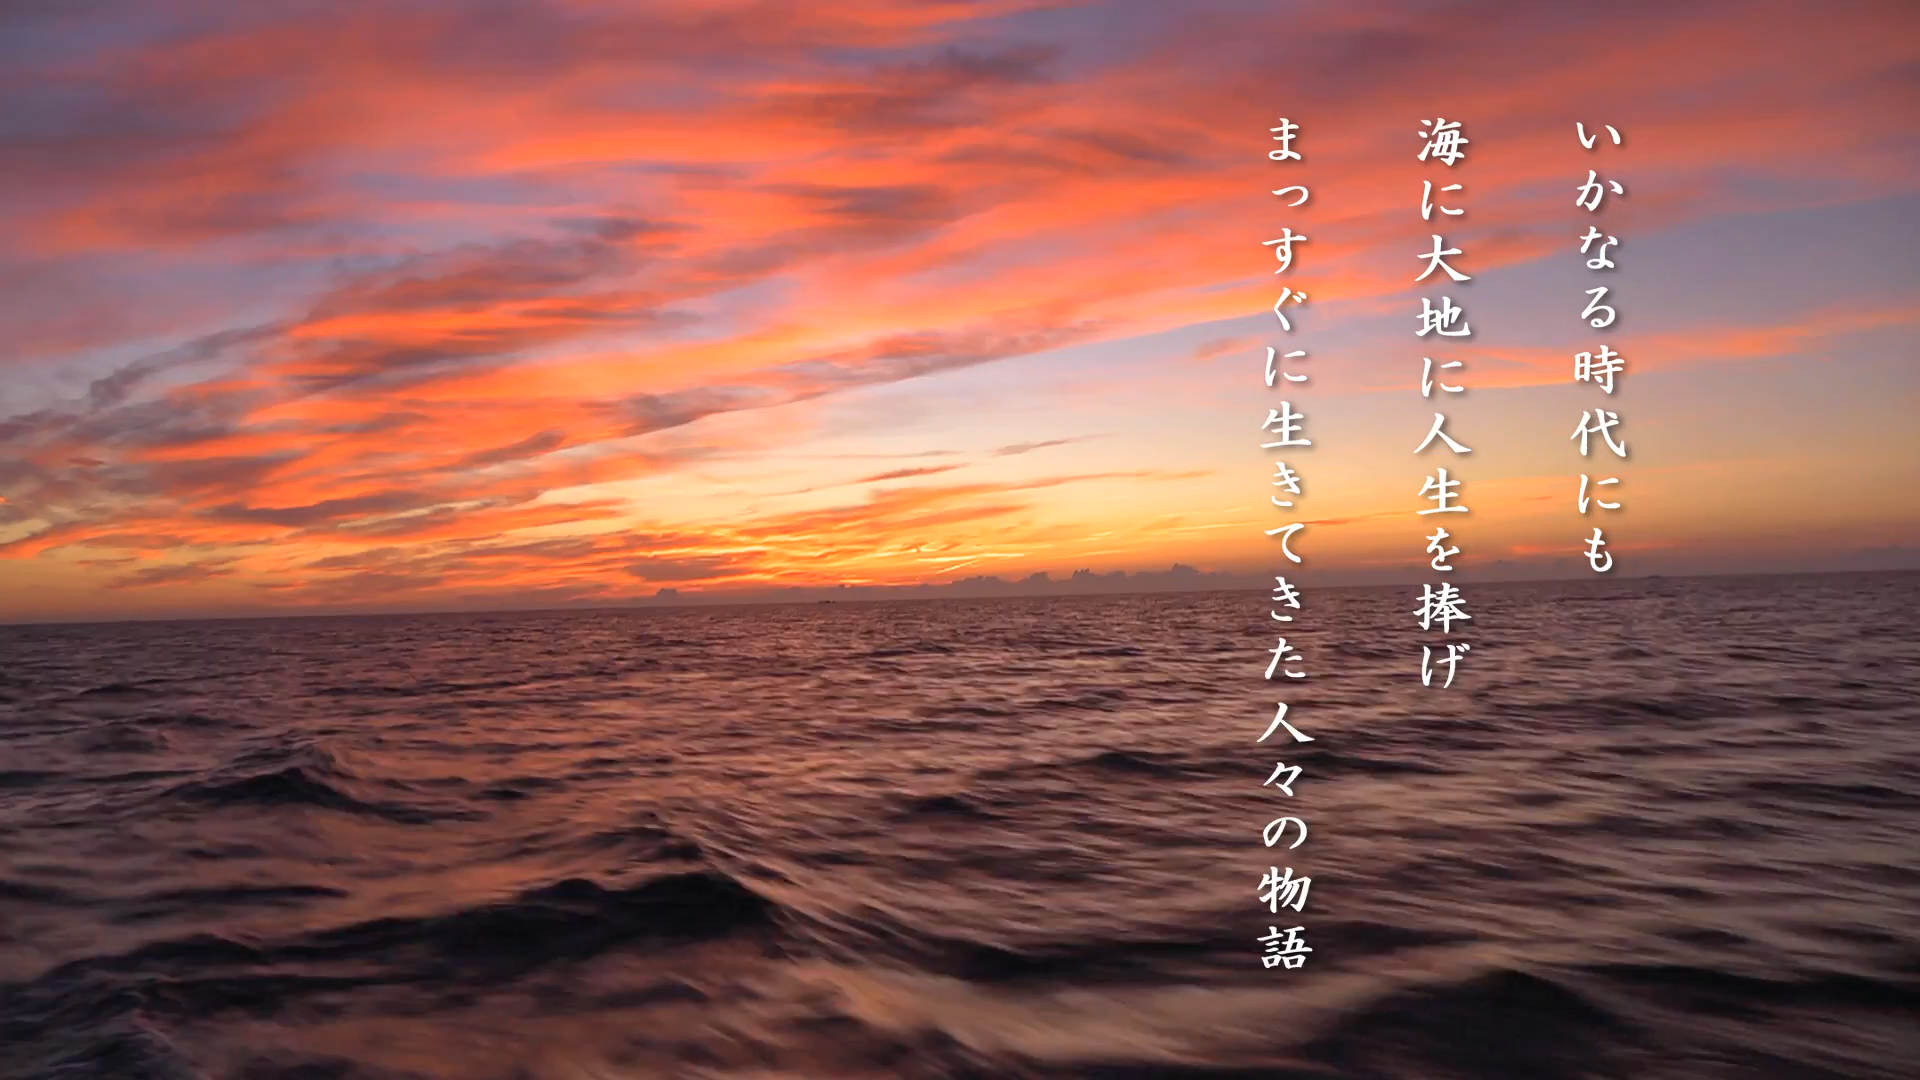 いかなる時代にも
海に大地に人生を捧げ
まっすぐに生きてきた人々の物語